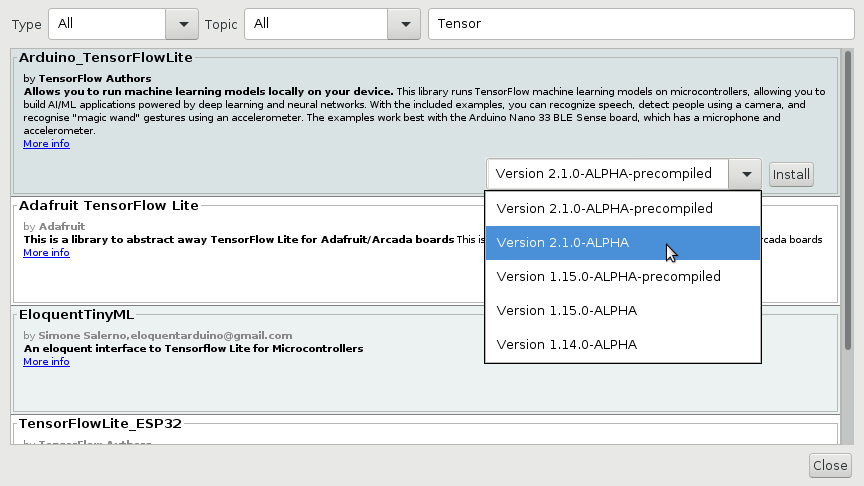 Type All Topic All Tensor
Arduino_TensorFlowLite
by TensorFlow Authors
Allows you to run machine learning models locally on your device. This library runs TensorFlow machine learning models on microcontrollers, allowing you to
build AI/ML applications powered by deep learning and neural networks. With the included examples, you can recognize speech, detect people using a camera, and
recognise "magic wand" gestures using an accelerometer. The examples work best with the Arduino Nano 33 BLE Sense board, which has a microphone and
accelerometer.
More info
Version 2.1.0-ALPHA-precompiled Install
Version 2.1.0-ALPHA-precompiled
Version 2.1.0-ALPHA
Version 1.15.0-ALPHA-precompiled
Version 1.15.0-ALPHA
Version 1.14.0-ALPHA
Adafruit TensorFlow Lite
by Adafruit
This is a library to abstract away TensorFlow Lite for Adafruit/Arcada boards This is rcada boards
More info
EloquentTinyML
by Simone Salerno,eloquentarduino@gmail.com
An eloquent interface to Tensorflow Lite for Microcontrollers
More info
TensorFlowLite_ESP32
by TensorFlow Authors
Close